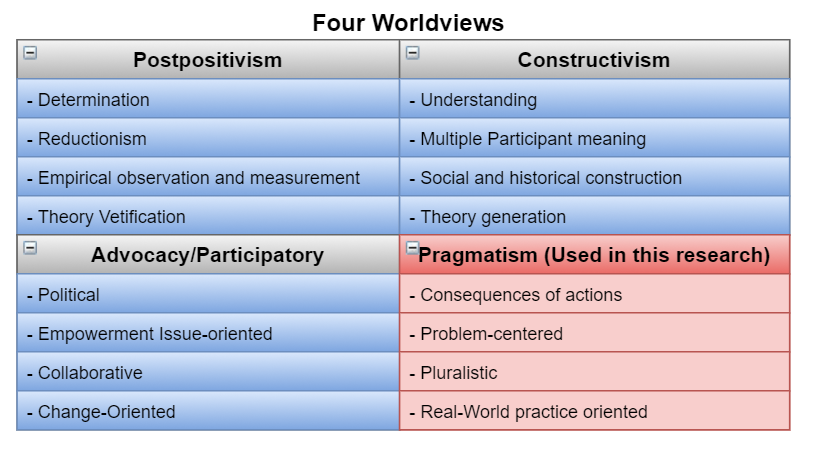 Four Worldviews
Postpositivism
- Determination
- Reductionism
- Empirical observation and measurement
- Theory Vetification
Constructivism
- Understanding
- Multiple Participant meaning
- Social and historical construction
- Theory generation
Advocacy/Participatory
- Political
- Empowerment Issue-oriented
- Collaborative
- Change-Oriented
Pragmatism (Used in this research)
- Consequences of actions
- Problem-centered
- Pluralistic
- Real-World practice oriented